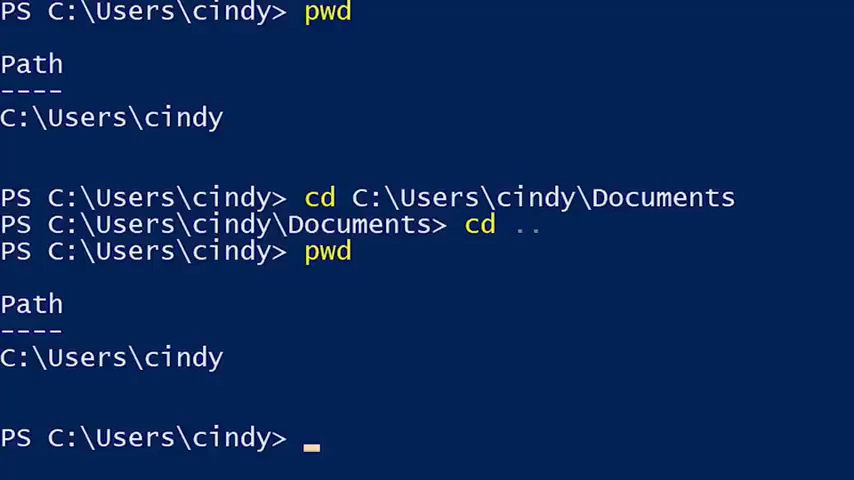 PS C:\Users\cindy> pwd
Path
----
C:\Users\cindy
PS C:\Users\cindy> cd C:\Users\cindy\Documents
PS C:\Users\cindy\Documents> cd ..
PS C:\Users\cindy> pwd
Path
----
C:\Users\cindy
PS C:\Users\cindy>